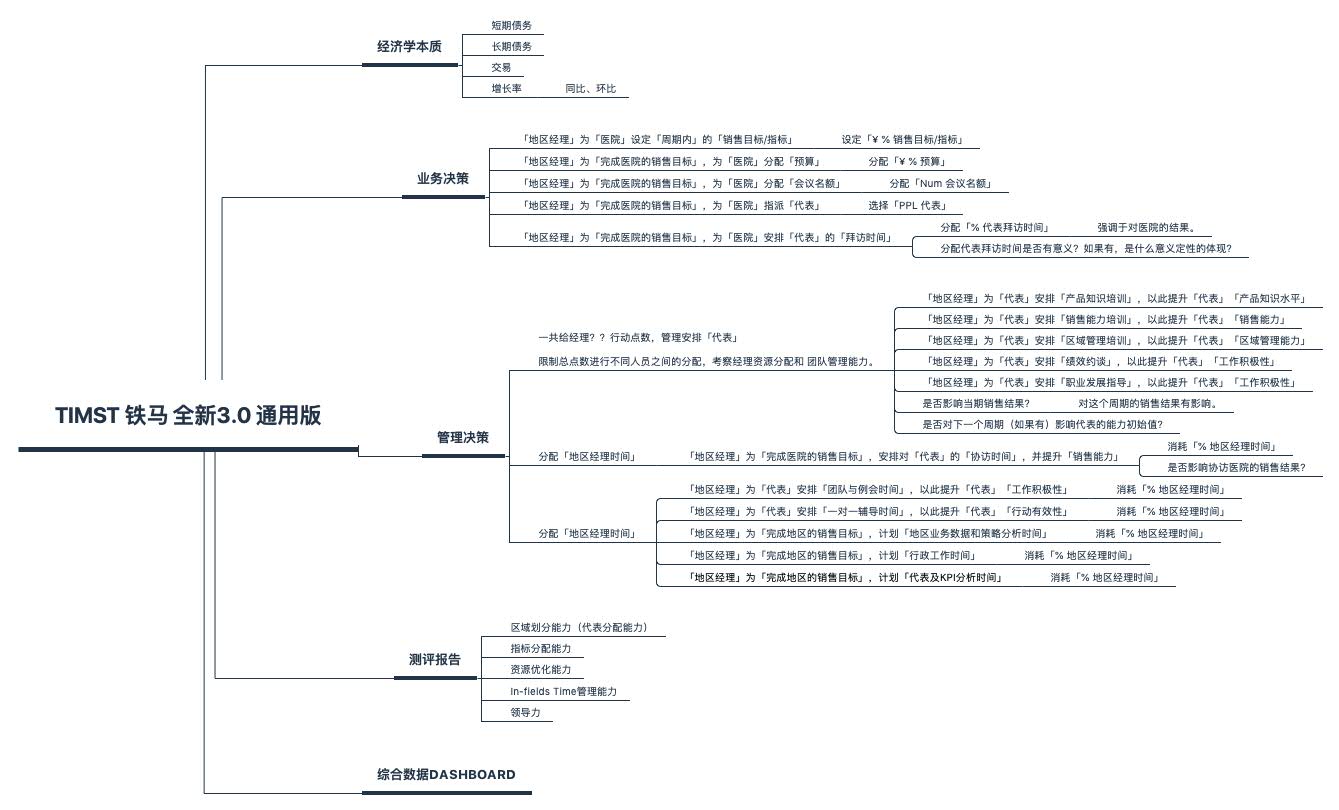 TIMST 铁马 全新3.0 通用版
经济学本质
短期债务
长期债务
交易
增长率 同比、环比
业务决策
「地区经理」为「医院」设定「周期内」的「销售目标/指标」 设定「¥ % 销售目标/指标」
「地区经理」为「完成医院的销售目标」，为「医院」分配「预算」 分配「¥ % 预算」
「地区经理」为「完成医院的销售目标」，为「医院」分配「会议名额」 分配「Num 会议名额」
「地区经理」为「完成医院的销售目标」，为「医院」指派「代表」 选择「PPL 代表」
「地区经理」为「完成医院的销售目标」，为「医院」安排「代表」的「拜访时间」
分配「% 代表拜访时间」 强调于对医院的结果。
分配代表拜访时间是否有意义？如果有，是什么意义定性的体现？
管理决策
一共给经理？？行动点数，管理安排「代表」
限制总点数进行不同人员之间的分配，考察经理资源分配和 团队管理能力。
「地区经理」为「代表」安排「产品知识培训」，以此提升「代表」「产品知识水平」
「地区经理」为「代表」安排「销售能力培训」，以此提升「代表」「销售能力」
「地区经理」为「代表」安排「区域管理培训」，以此提升「代表」「区域管理能力」
「地区经理」为「代表」安排「绩效约谈」，以此提升「代表」「工作积极性」
「地区经理」为「代表」安排「职业发展指导」，以此提升「代表」「工作积极性」
是否影响当期销售结果？ 对这个周期的销售结果有影响。
是否对下一个周期（如果有）影响代表的能力初始值？
分配「地区经理时间」 「地区经理」为「完成医院的销售目标」，安排对「代表」的「协访时间」，并提升「销售能力」
消耗「% 地区经理时间」
是否影响协访医院的销售结果？
分配「地区经理时间」
「地区经理」为「代表」安排「团队与例会时间」，以此提升「代表」「工作积极性」 消耗「% 地区经理时间」
「地区经理」为「代表」安排「一对一辅导时间」，以此提升「代表」「行动有效性」 消耗「% 地区经理时间」
「地区经理」为「完成地区的销售目标」，计划「地区业务数据和策略分析时间」 消耗「% 地区经理时间」
「地区经理」为「完成地区的销售目标」，计划「行政工作时间」 消耗「% 地区经理时间」
「地区经理」为「完成地区的销售目标」，计划「代表及KPI分析时间」 消耗「% 地区经理时间」
测评报告
区域划分能力（代表分配能力）
指标分配能力
资源优化能力
In-fields Time管理能力
领导力
综合数据DASHBOARD